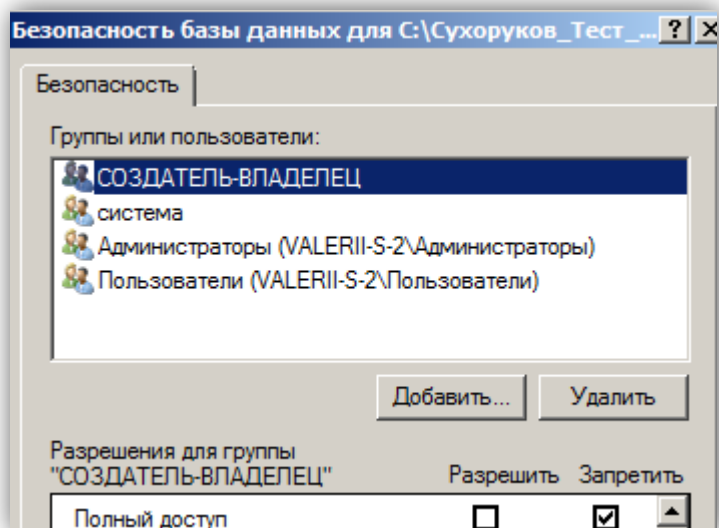 Безопасность базы данных для C:\Сухоруков_Тест_...
Безопасность
Группы или пользователи:
СОЗДАТЕЛЬ-ВЛАДЕЛЕЦ
система
Администраторы (VALERII-S-2\Администраторы)
Пользователи (VALERII-S-2\Пользователи)
Добавить... Удалить
Разрешения для группы
"СОЗДАТЕЛЬ-ВЛАДЕЛЕЦ" Разрешить Запретить
Полный доступ